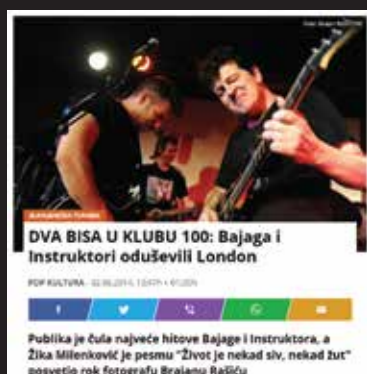 DVA BISA U KLUBU 100: Bajaga i
Instruktori oduševili London
POP KULTURA
Publika je čula najveće hitove Bajage i Instruktora, a
Žika Milenković je pesmu "Život je nekad siv, nekad žut"
posvetio rok fotografu Brajanu Rašiću